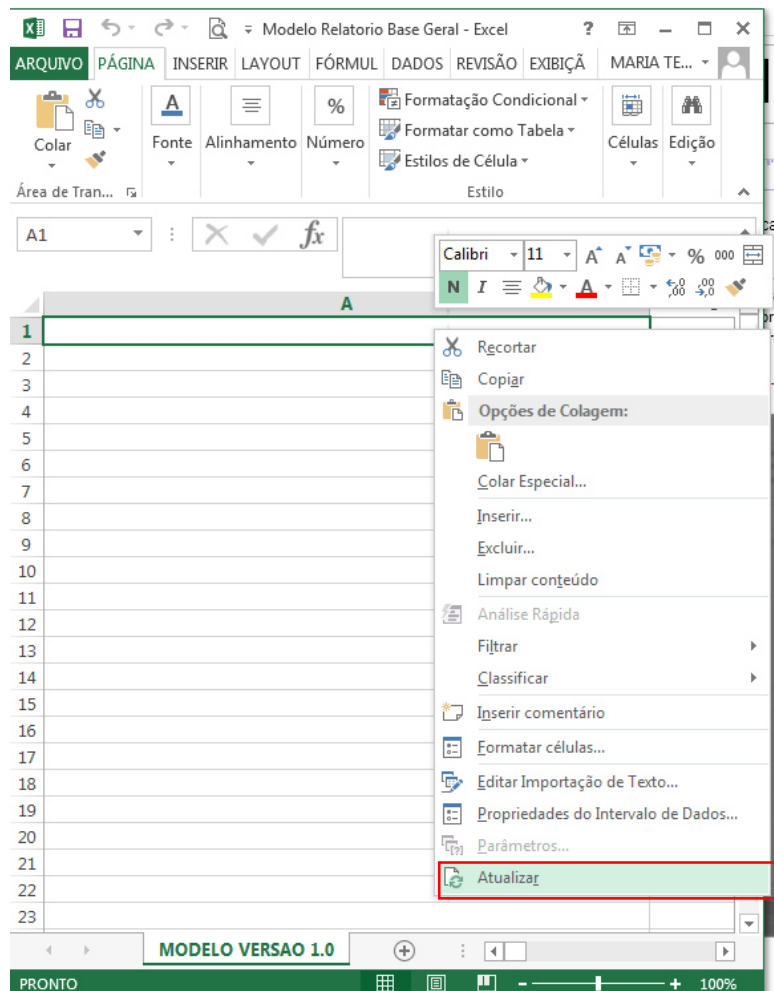 Modelo Relatorio Base Geral - Excel ?
ARQUIVO PÁGINA INSERIR LAYOUT FÓRMUL DADOS REVISÃO EXIBIÇÃ MARIA TE...
Colar
Área de Tran...
A
Fonte
Alinhamento
%
Número
Formatação Condicional
Formatar como Tabela
Estilos de Célula
Estilo
Células
Edição
A1
fx
Calibri 11 A A % 000
N I A ,00 ,00
A
1
2
3
4
5
6
7
8
9
10
11
12
13
14
15
16
17
18
19
20
21
22
23
Recortar
Copiar
Opções de Colagem:
Colar Especial...
Inserir...
Excluir...
Limpar conteúdo
Análise Rápida
Filtrar
Classificar
Inserir comentário
Formatar células...
Editar Importação de Texto...
Propriedades do Intervalo de Dados...
Parâmetros...
Atualizar
MODELO VERSAO 1.0
PRONTO
- + 100%